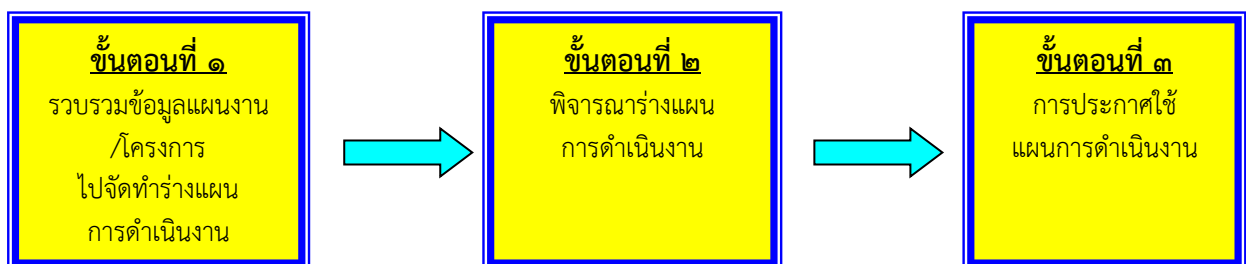 ขั้นตอนที่ ๑
รวบรวมข้อมูลแผนงาน
/โครงการ
ไปจัดทำร่างแผน
การดำเนินงาน
ขั้นตอนที่ ๒
พิจารณาร่างแผน
การดำเนินงาน
ขั้นตอนที่ ๓
การประกาศใช้
แผนการดำเนินงาน